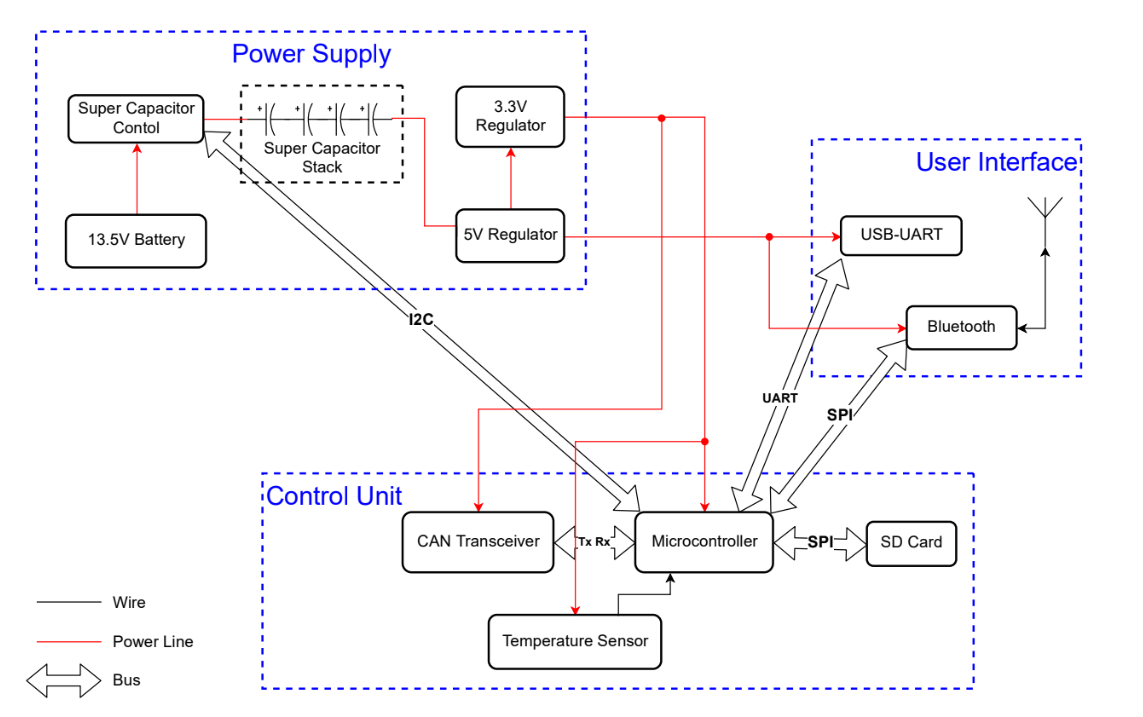 Power Supply
Super Capacitor
Contol
+ + + +
Super Capacitor
Stack
3.3V
Regulator
13.5V Battery
5V Regulator
User Interface
USB-UART
Bluetooth
I2C
UART
SPI
Control Unit
CAN Transceiver
Tx Rx
Microcontroller
SPI
SD Card
Temperature Sensor
Wire
Power Line
Bus